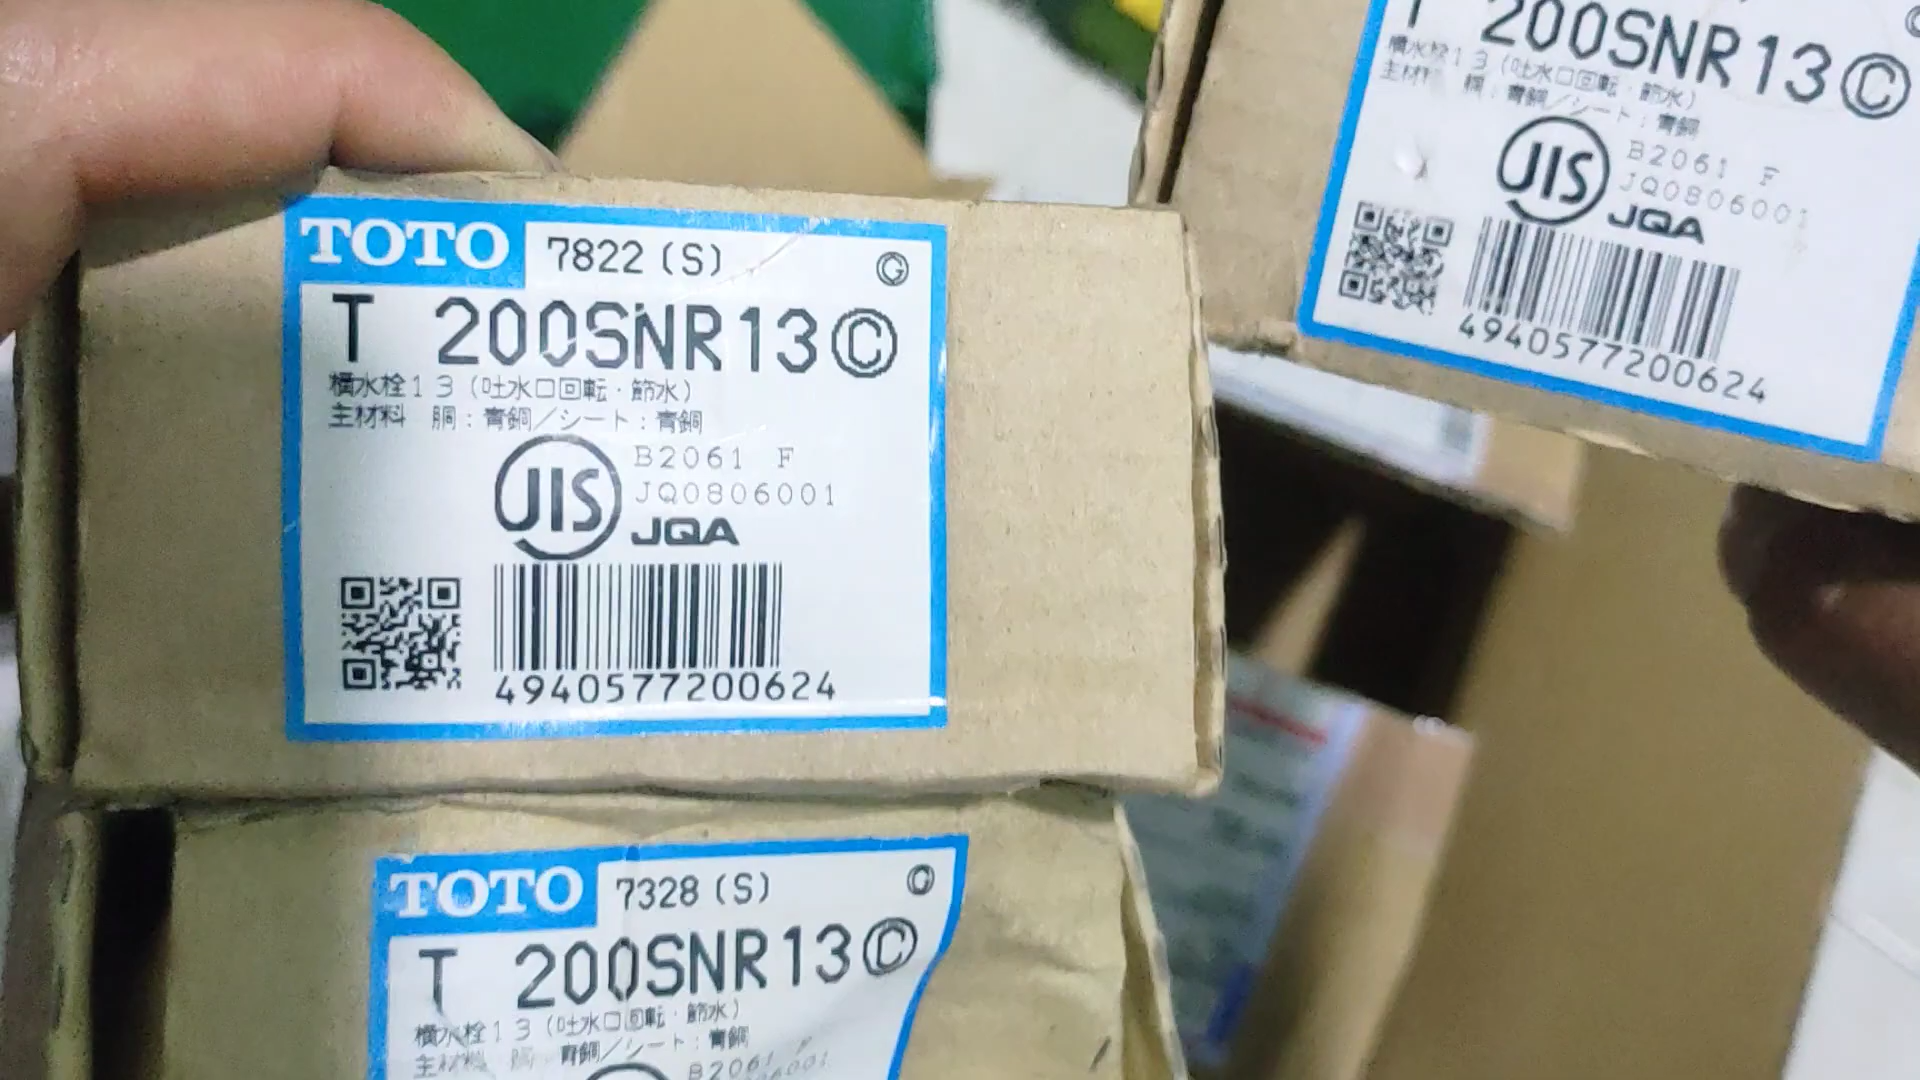 TOTO 7822(S) Ⓖ
T 200SNR13Ⓒ
横水栓13(吐水口回転・節水)
主材料 胴:青銅/シート:青銅
JIS B2061 F
JQ0806001
JQA
4940577200624
T 200SNR13Ⓒ
横水栓13(吐水口回転・節水)
主材料 胴:青銅/シート:青銅
JIS B2061 F
JQ0806001
JQA
4940577200624
TOTO 7328(S) Ⓒ
T 200SNR13Ⓒ
横水栓13(吐水口回転・節水)
主材料 胴:青銅/シート:青銅
B2061 F